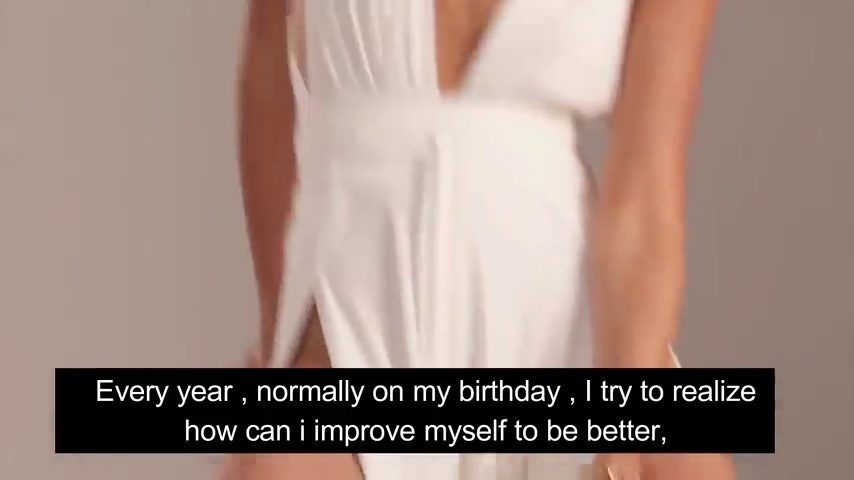 Every year , normally on my birthday , I try to realize
how can i improve myself to be better,